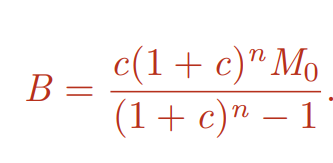 B = \frac{c(1 + c)^n M_0}{(1 + c)^n - 1}.